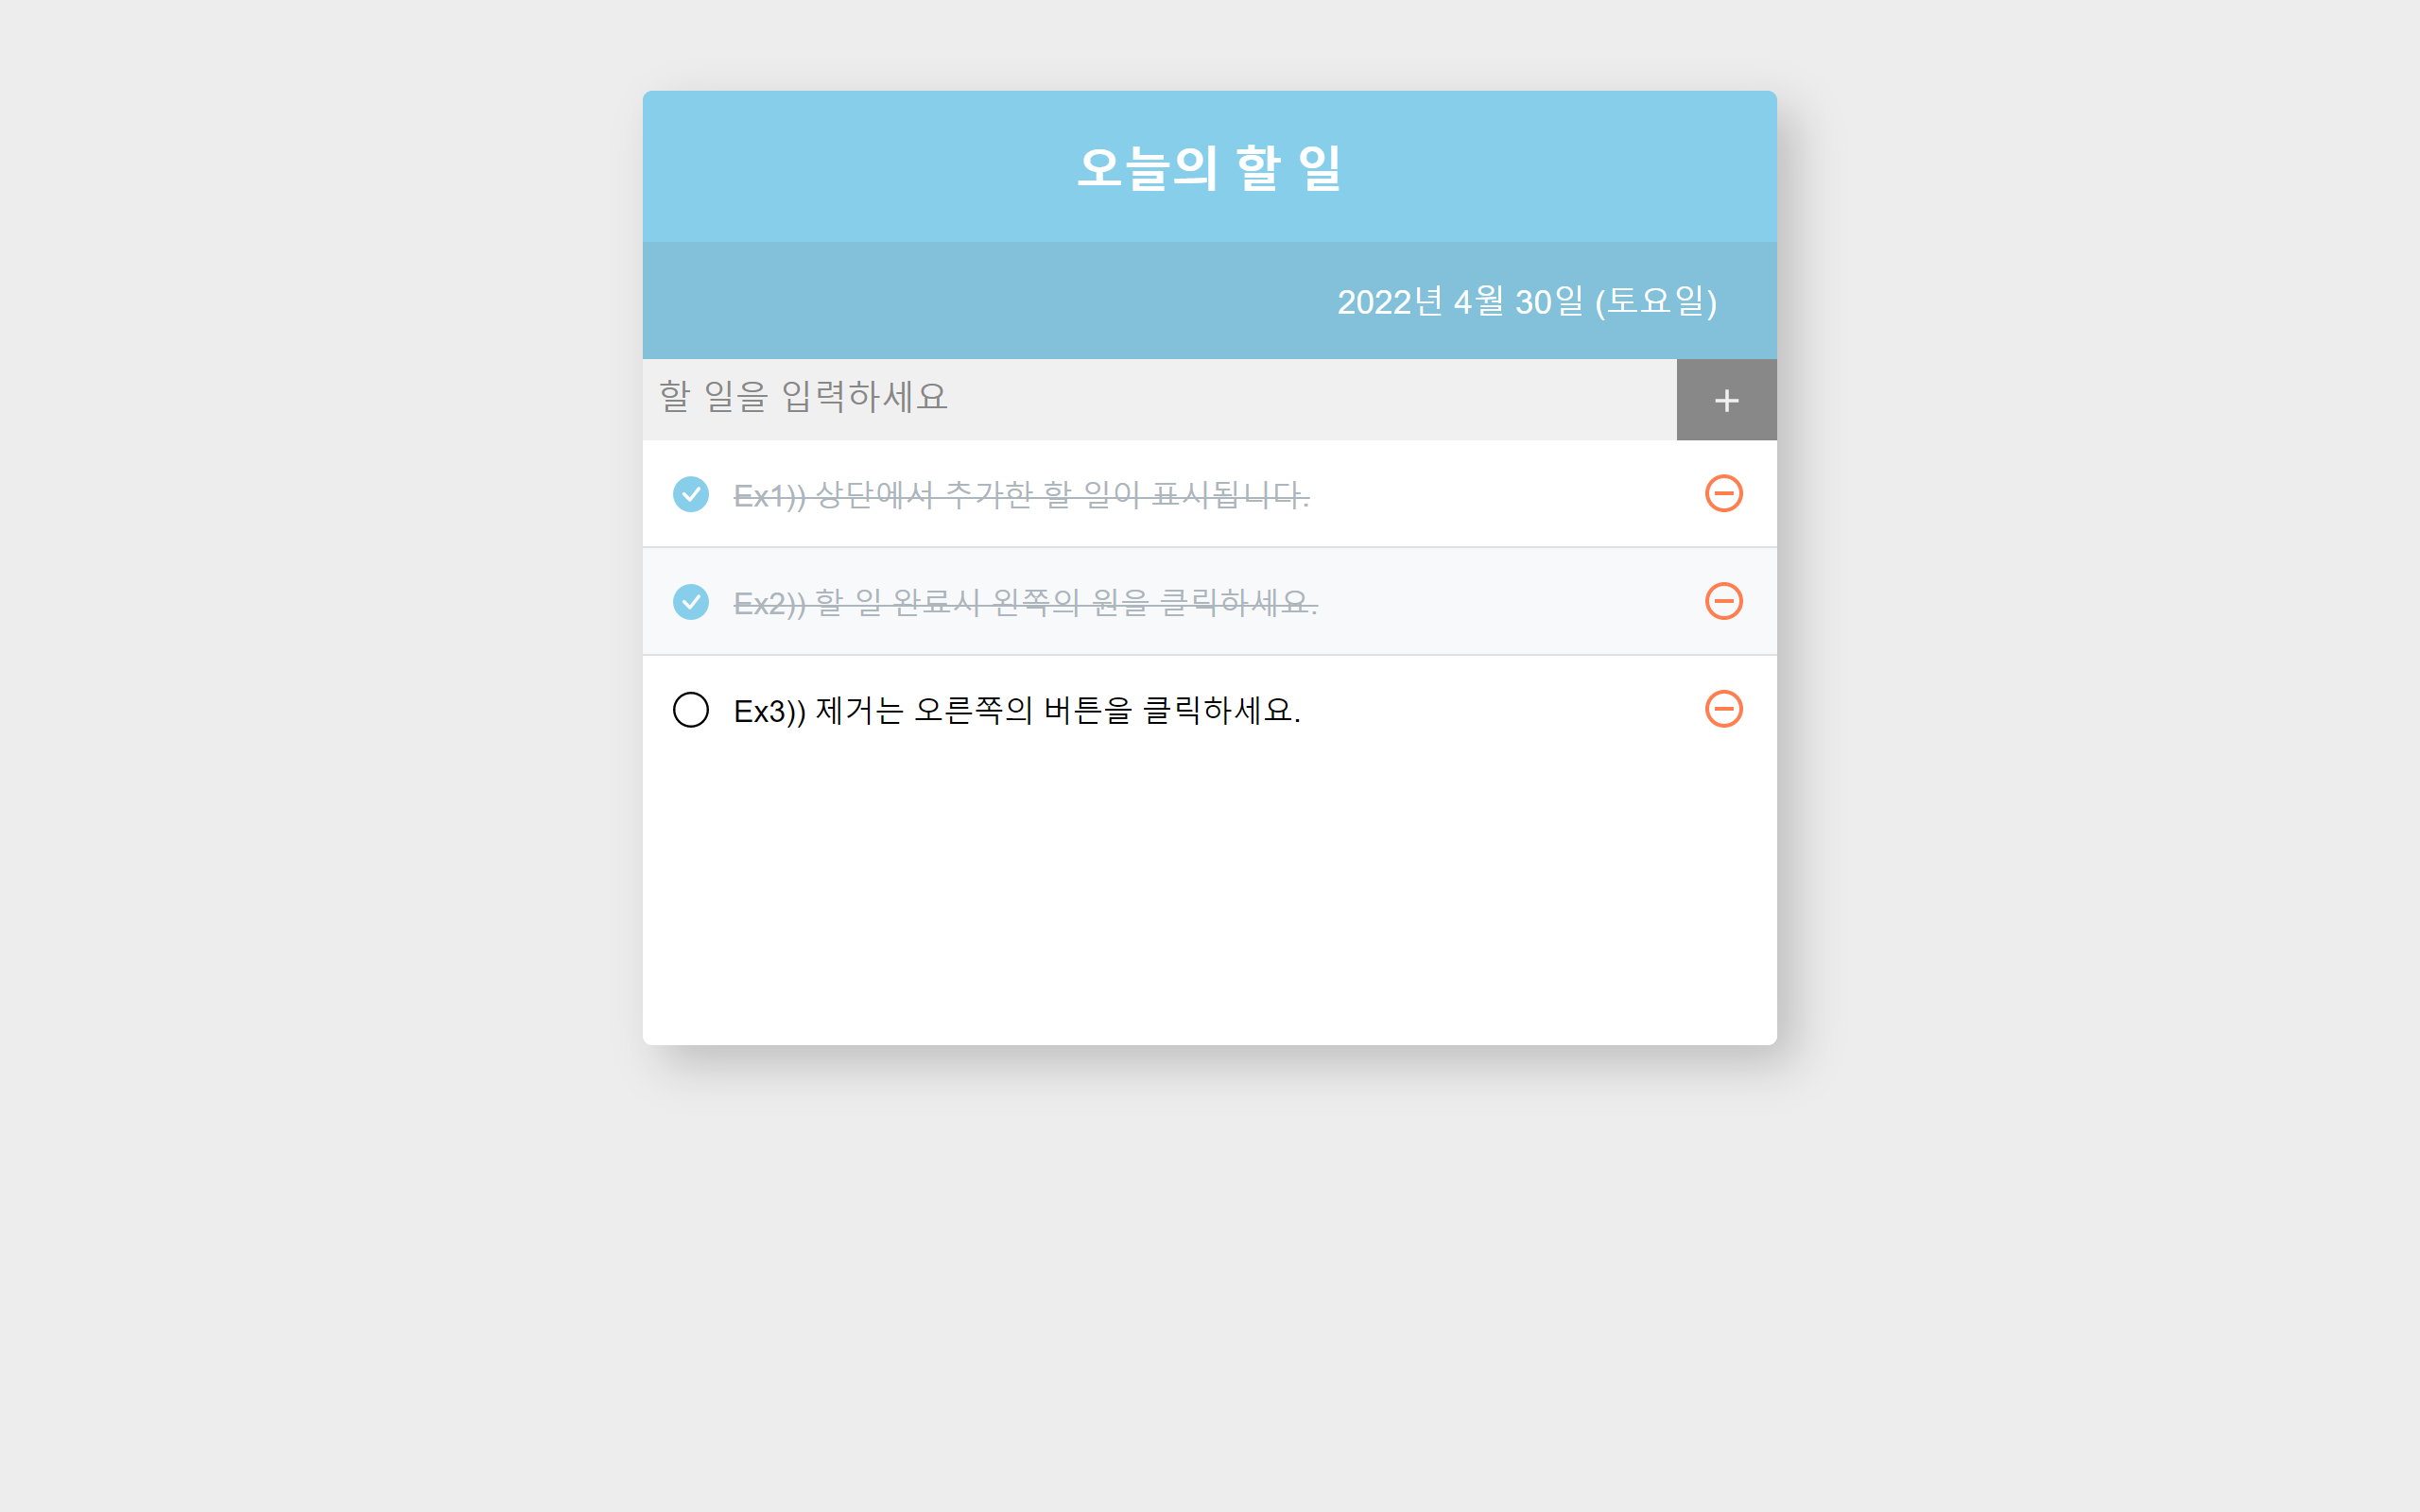 오늘의 할 일
2022년 4월 30일 (토요일)
할 일을 입력하세요
+
Ex1)) 상단에서 추가한 할 일이 표시됩니다.
Ex2)) 할 일 완료시 왼쪽의 원을 클릭하세요.
Ex3)) 제거는 오른쪽의 버튼을 클릭하세요.